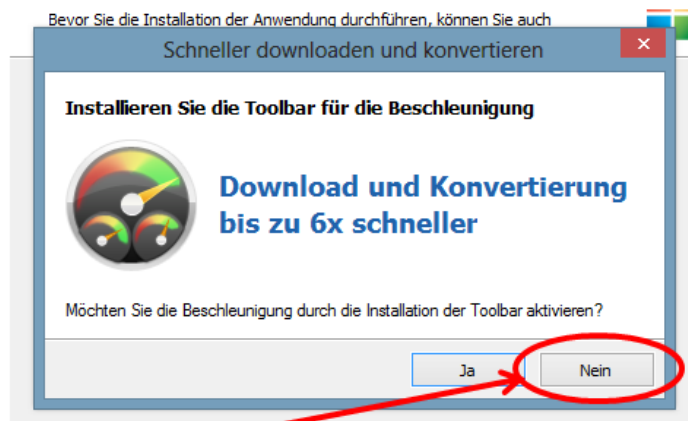 Bevor Sie die Installation der Anwendung durchführen, können Sie auch
Schneller downloaden und konvertieren
Installieren Sie die Toolbar für die Beschleunigung
Download und Konvertierung
bis zu 6x schneller
Möchten Sie die Beschleunigung durch die Installation der Toolbar aktivieren?
Ja
Nein